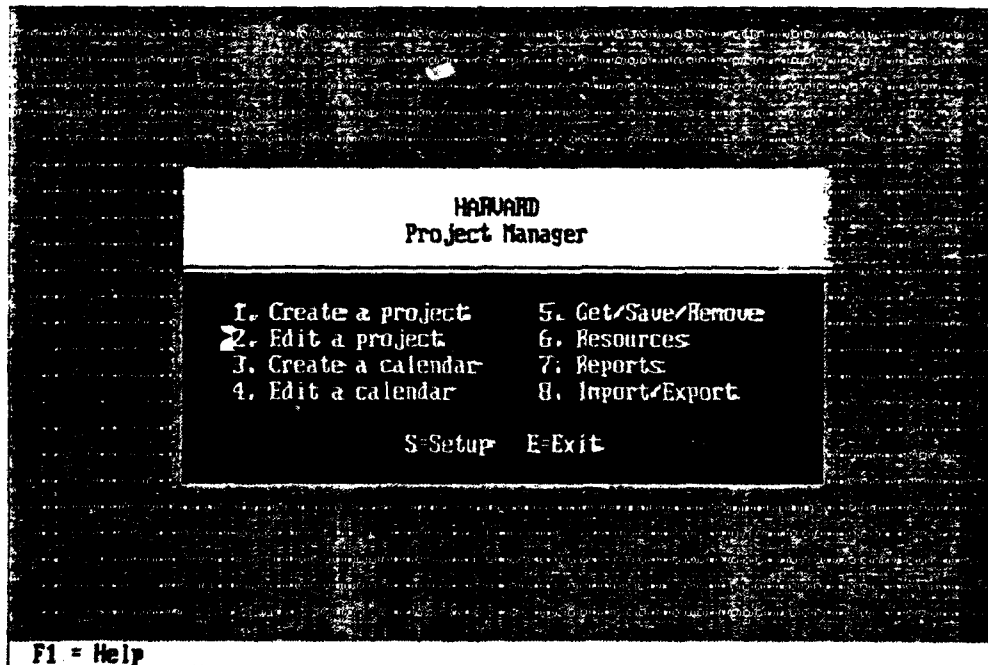 HARVARD
Project Manager
1. Create a project 5. Get/Save/Remove
2. Edit a project 6. Resources
3. Create a calendar 7. Reports
4. Edit a calendar 8. Import/Export
S=Setup E=Exit
F1 = Help